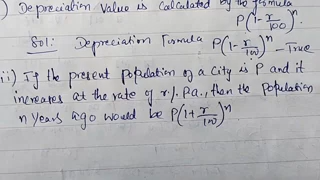 ) Depreciation Value is Calculated by the formula
P(1-r/100)^n.
Sol: Depreciation Formula P(1-r/100)^n - True
ii) If the present Population of a City is P and it
increases at the rate of r.%. Pa., then the Population
n years ago would be P(1+r/100)^n